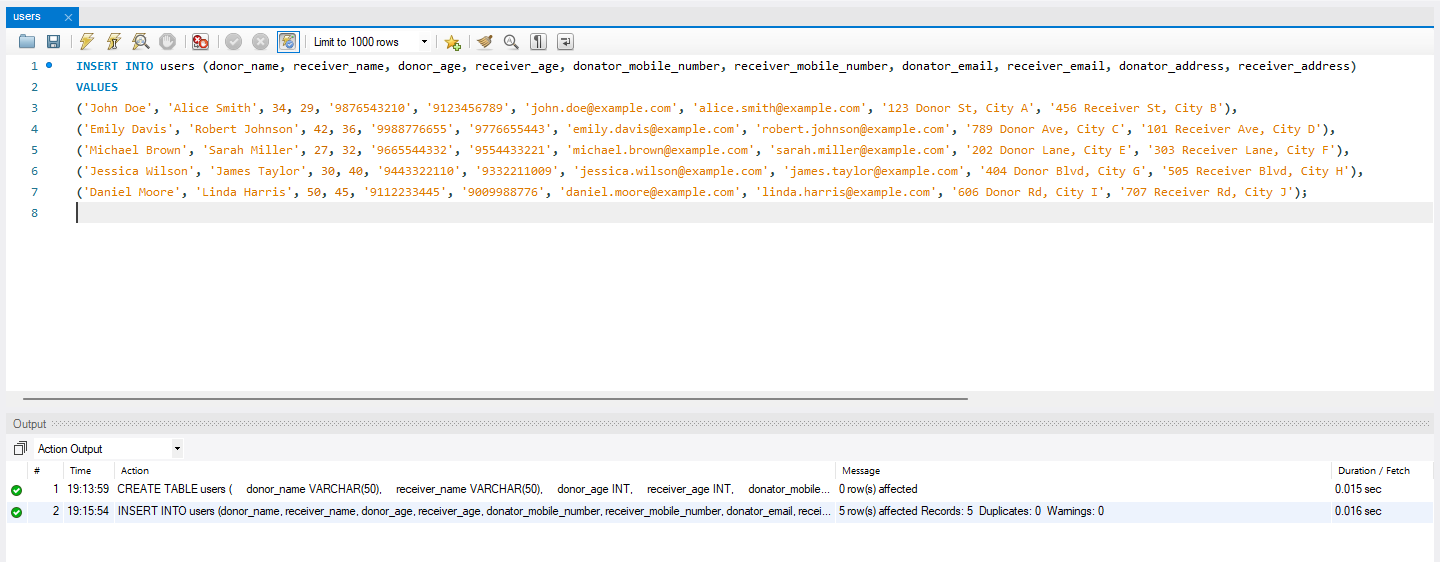 users
Limit to 1000 rows
1 INSERT INTO users (donor_name, receiver_name, donor_age, receiver_age, donator_mobile_number, receiver_mobile_number, donator_email, receiver_email, donator_address, receiver_address)
2 VALUES
3 ('John Doe', 'Alice Smith', 34, 29, '9876543210', '9123456789', 'john.doe@example.com', 'alice.smith@example.com', '123 Donor St, City A', '456 Receiver St, City B'),
4 ('Emily Davis', 'Robert Johnson', 42, 36, '9988776655', '9776655443', 'emily.davis@example.com', 'robert.johnson@example.com', '789 Donor Ave, City C', '101 Receiver Ave, City D'),
5 ('Michael Brown', 'Sarah Miller', 27, 32, '9665544332', '9554433221', 'michael.brown@example.com', 'sarah.miller@example.com', '202 Donor Lane, City E', '303 Receiver Lane, City F'),
6 ('Jessica Wilson', 'James Taylor', 30, 40, '9443322110', '9332211009', 'jessica.wilson@example.com', 'james.taylor@example.com', '404 Donor Blvd, City G', '505 Receiver Blvd, City H'),
7 ('Daniel Moore', 'Linda Harris', 50, 45, '9112233445', '9009988776', 'daniel.moore@example.com', 'linda.harris@example.com', '606 Donor Rd, City I', '707 Receiver Rd, City J');
8
Output
Action Output
# Time Action Message Duration / Fetch
1 19:13:59 CREATE TABLE users ( donor_name VARCHAR(50), receiver_name VARCHAR(50), donor_age INT, receiver_age INT, donator_mobile... 0 row(s) affected 0.015 sec
2 19:15:54 INSERT INTO users (donor_name, receiver_name, donor_age, receiver_age, donator_mobile_number, receiver_mobile_number, donator_email, recei... 5 row(s) affected Records: 5 Duplicates: 0 Warnings: 0 0.016 sec